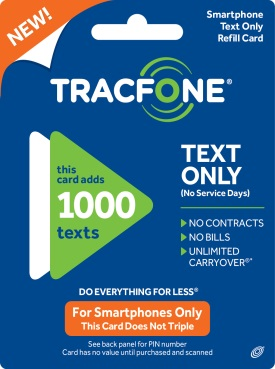 NEW!
Smartphone
Text Only
Refill Card
TRACFONE®
this
card adds
1000
texts
TEXT
ONLY
(No Service Days)
NO CONTRACTS
NO BILLS
UNLIMITED
CARRYOVER®*
DO EVERYTHING FOR LESS®
For Smartphones Only
This Card Does Not Triple
See back panel for PIN number
Card has no value until purchased and scanned